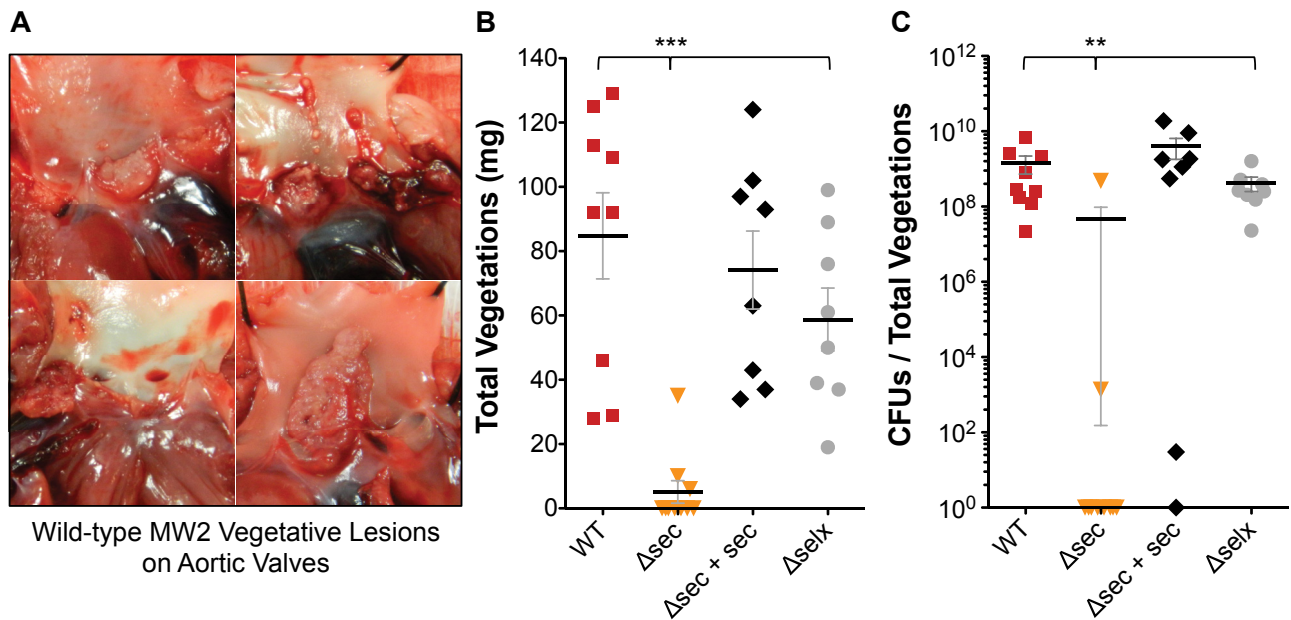 A
Wild-type MW2 Vegetative Lesions
on Aortic Valves
B
***
Total Vegetations (mg)
140
120
100
80
60
40
20
0
WT
Δsec
Δsec + sec
Δselx
C
**
CFUs / Total Vegetations
10¹²
10¹⁰
10⁸
10⁶
10⁴
10²
10⁰
WT
Δsec
Δsec + sec
Δselx